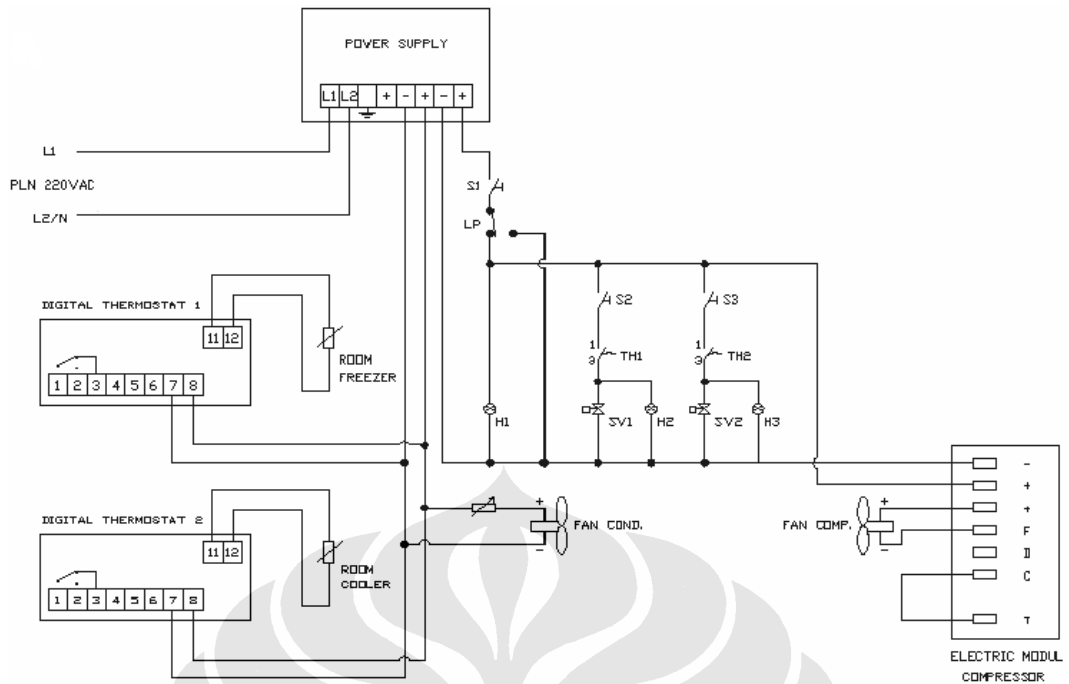 POWER SUPPLY
L1 L2 + - + - +
L1
PLN 220VAC
L2/N
S1
LP
DIGITAL THERMOSTAT 1
11 12
1 2 3 4 5 6 7 8
ROOM
FREEZER
S2
S3
1
3
TH1
1
3
TH2
H1
SV1
H2
SV2
H3
DIGITAL THERMOSTAT 2
11 12
1 2 3 4 5 6 7 8
ROOM
COOLER
+
-
FAN COND.
FAN COMP.
+
-
-
+
+
F
D
C
T
ELECTRIC MODUL
COMPRESSOR